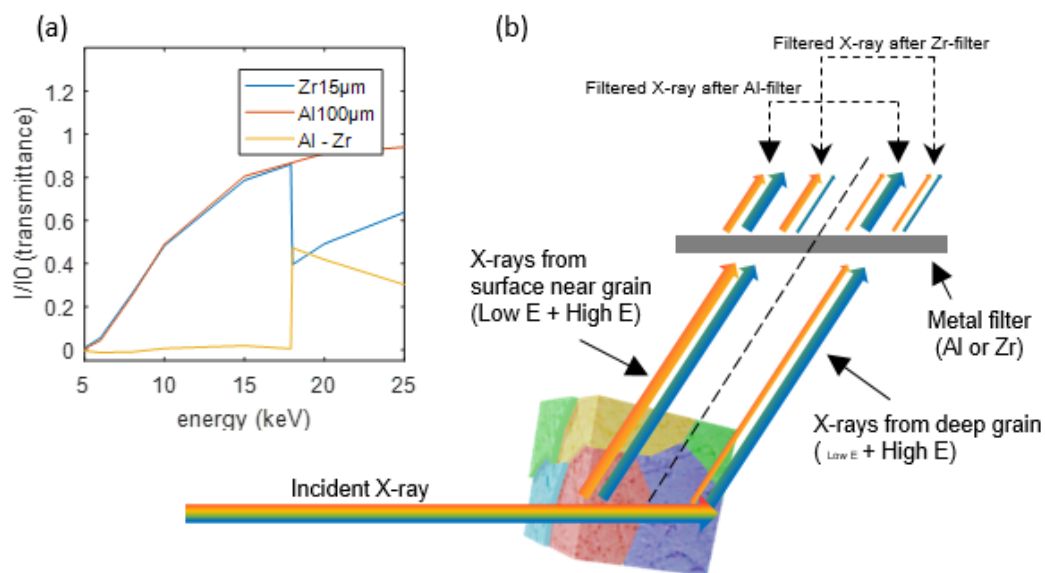 (a)
Zr15μm
Al100μm
Al - Zr
1.2
1
0.8
0.6
0.4
0.2
0
I/I0 (transmittance)
5
10
15
20
25
energy (keV)
(b)
Filtered X-ray after Zr-filter
Filtered X-ray after Al-filter
X-rays from
surface near grain
(Low E + High E)
Metal filter
(Al or Zr)
X-rays from deep grain
( Low E + High E)
Incident X-ray